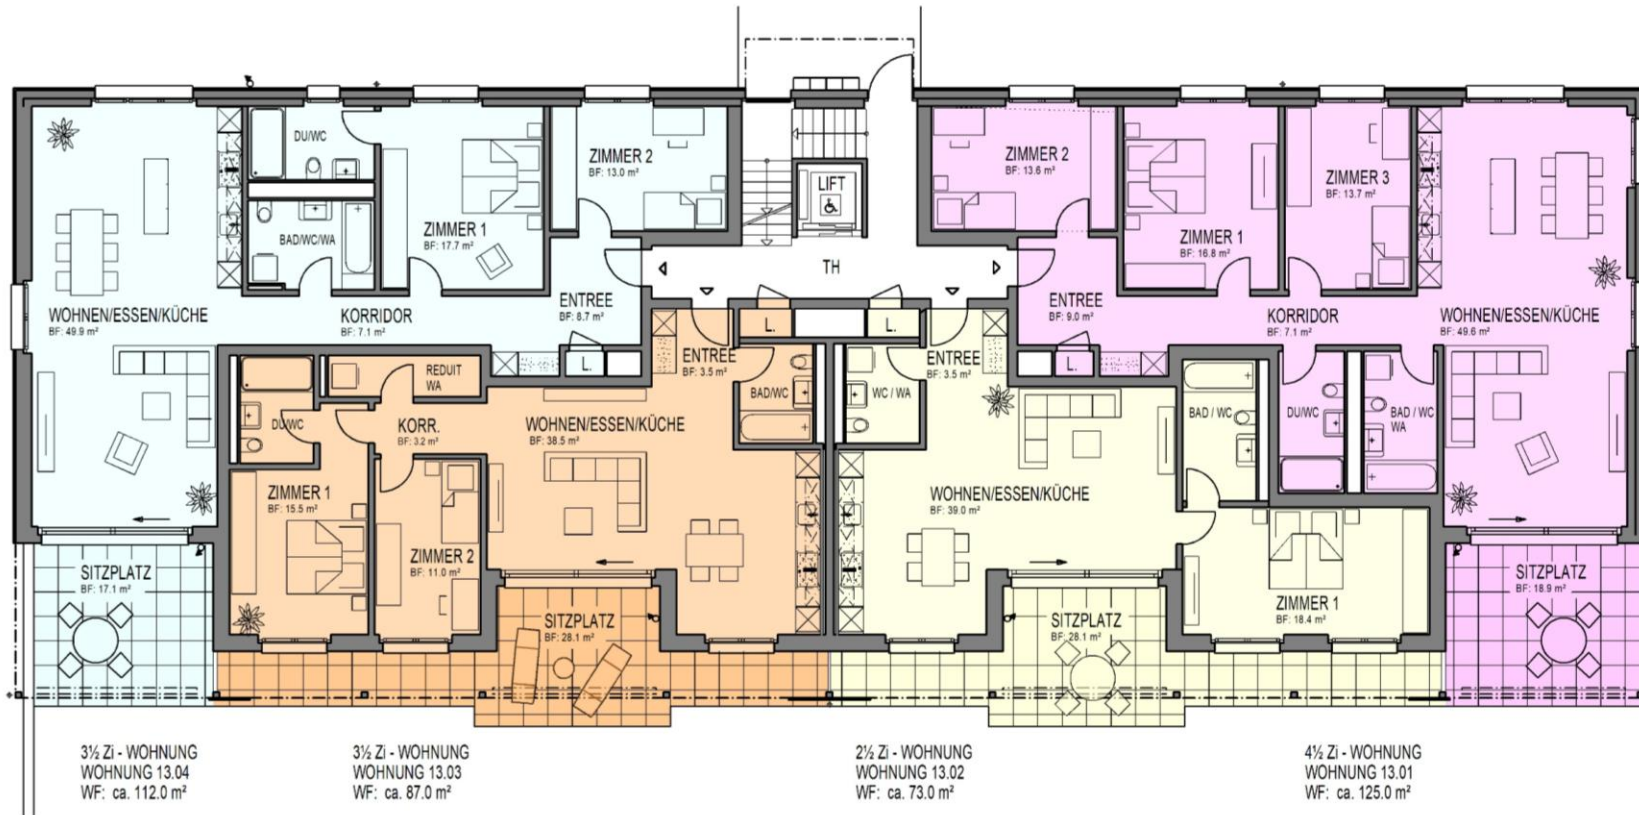 DU/WC
ZIMMER 2
BF: 13.0 m²
ZIMMER 1
BF: 17.7 m²
BAD/WC/WA
WOHNEN/ESSEN/KÜCHE
BF: 49.9 m²
KORRIDOR
BF: 7.1 m²
ENTREE
BF: 8.7 m²
L.
SITZPLATZ
BF: 17.1 m²
LIFT
TH
L.
L.
ZIMMER 2
BF: 13.6 m²
ZIMMER 1
BF: 16.8 m²
ZIMMER 3
BF: 13.7 m²
ENTREE
BF: 9.0 m²
KORRIDOR
BF: 7.1 m²
WOHNEN/ESSEN/KÜCHE
BF: 49.6 m²
L.
DU/WC
BAD / WC
WA
SITZPLATZ
BF: 18.9 m²
REDUIT
WA
DU/WC
KORR.
BF: 3.2 m²
ENTREE
BF: 3.5 m²
BAD/WC
WOHNEN/ESSEN/KÜCHE
BF: 38.5 m²
ZIMMER 1
BF: 15.5 m²
ZIMMER 2
BF: 11.0 m²
SITZPLATZ
BF: 28.1 m²
ENTREE
BF: 3.5 m²
WC / WA
BAD / WC
WOHNEN/ESSEN/KÜCHE
BF: 39.0 m²
ZIMMER 1
BF: 18.4 m²
SITZPLATZ
BF: 28.1 m²
3½ Zi - WOHNUNG
WOHNUNG 13.04
WF: ca. 112.0 m²
3½ Zi - WOHNUNG
WOHNUNG 13.03
WF: ca. 87.0 m²
2½ Zi - WOHNUNG
WOHNUNG 13.02
WF: ca. 73.0 m²
4½ Zi - WOHNUNG
WOHNUNG 13.01
WF: ca. 125.0 m²